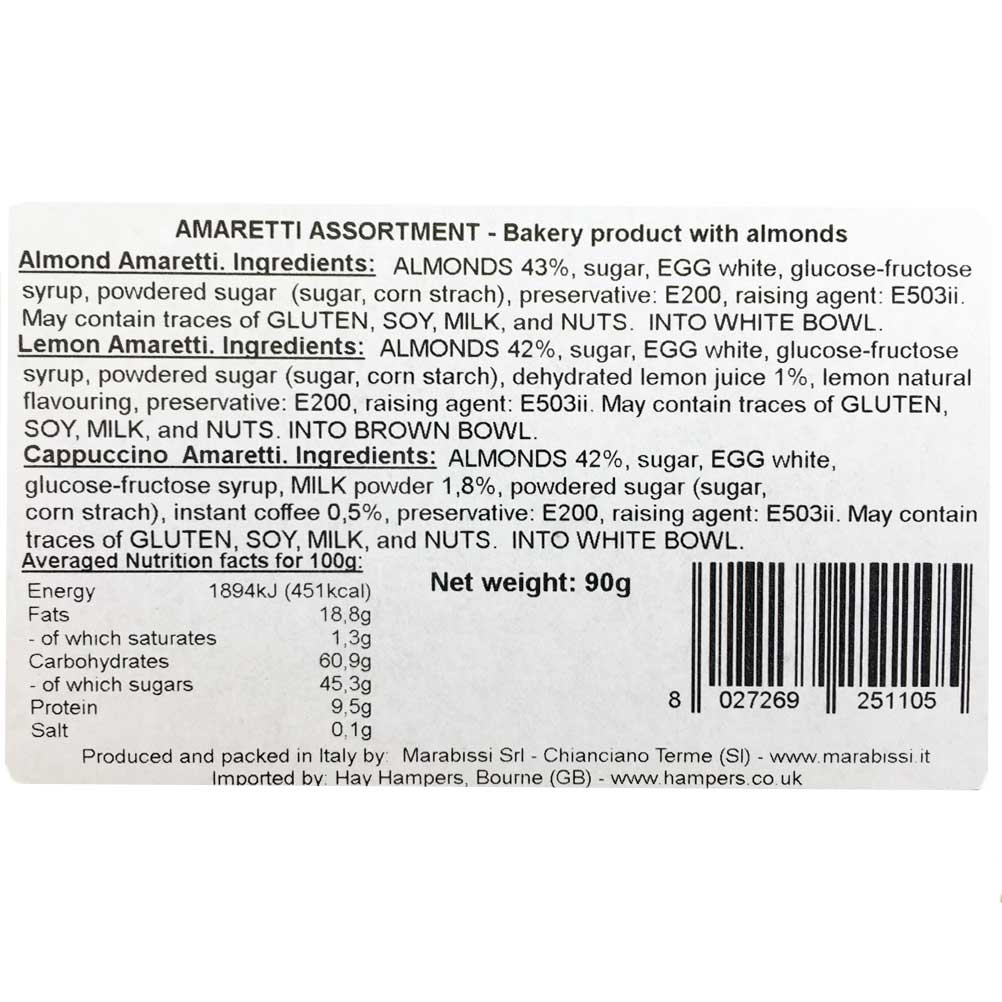 AMARETTI ASSORTMENT - Bakery product with almonds
Almond Amaretti. Ingredients: ALMONDS 43%, sugar, EGG white, glucose-fructose
syrup, powdered sugar (sugar, corn strach), preservative: E200, raising agent: E503ii.
May contain traces of GLUTEN, SOY, MILK, and NUTS. INTO WHITE BOWL.
Lemon Amaretti. Ingredients: ALMONDS 42%, sugar, EGG white, glucose-fructose
syrup, powdered sugar (sugar, corn starch), dehydrated lemon juice 1%, lemon natural
flavouring, preservative: E200, raising agent: E503ii. May contain traces of GLUTEN,
SOY, MILK, and NUTS. INTO BROWN BOWL.
Cappuccino Amaretti. Ingredients: ALMONDS 42%, sugar, EGG white,
glucose-fructose syrup, MILK powder 1,8%, powdered sugar (sugar,
corn strach), instant coffee 0,5%, preservative: E200, raising agent: E503ii. May contain
traces of GLUTEN, SOY, MILK, and NUTS. INTO WHITE BOWL.
Averaged Nutrition facts for 100g:
Energy 1894kJ (451kcal)
Fats 18,8g
- of which saturates 1,3g
Carbohydrates 60,9g
- of which sugars 45,3g
Protein 9,5g
Salt 0,1g
Net weight: 90g
8 027269 251105
Produced and packed in Italy by: Marabissi Srl - Chianciano Terme (SI) - www.marabissi.it
Imported by: Hay Hampers, Bourne (GB) - www.hampers.co.uk